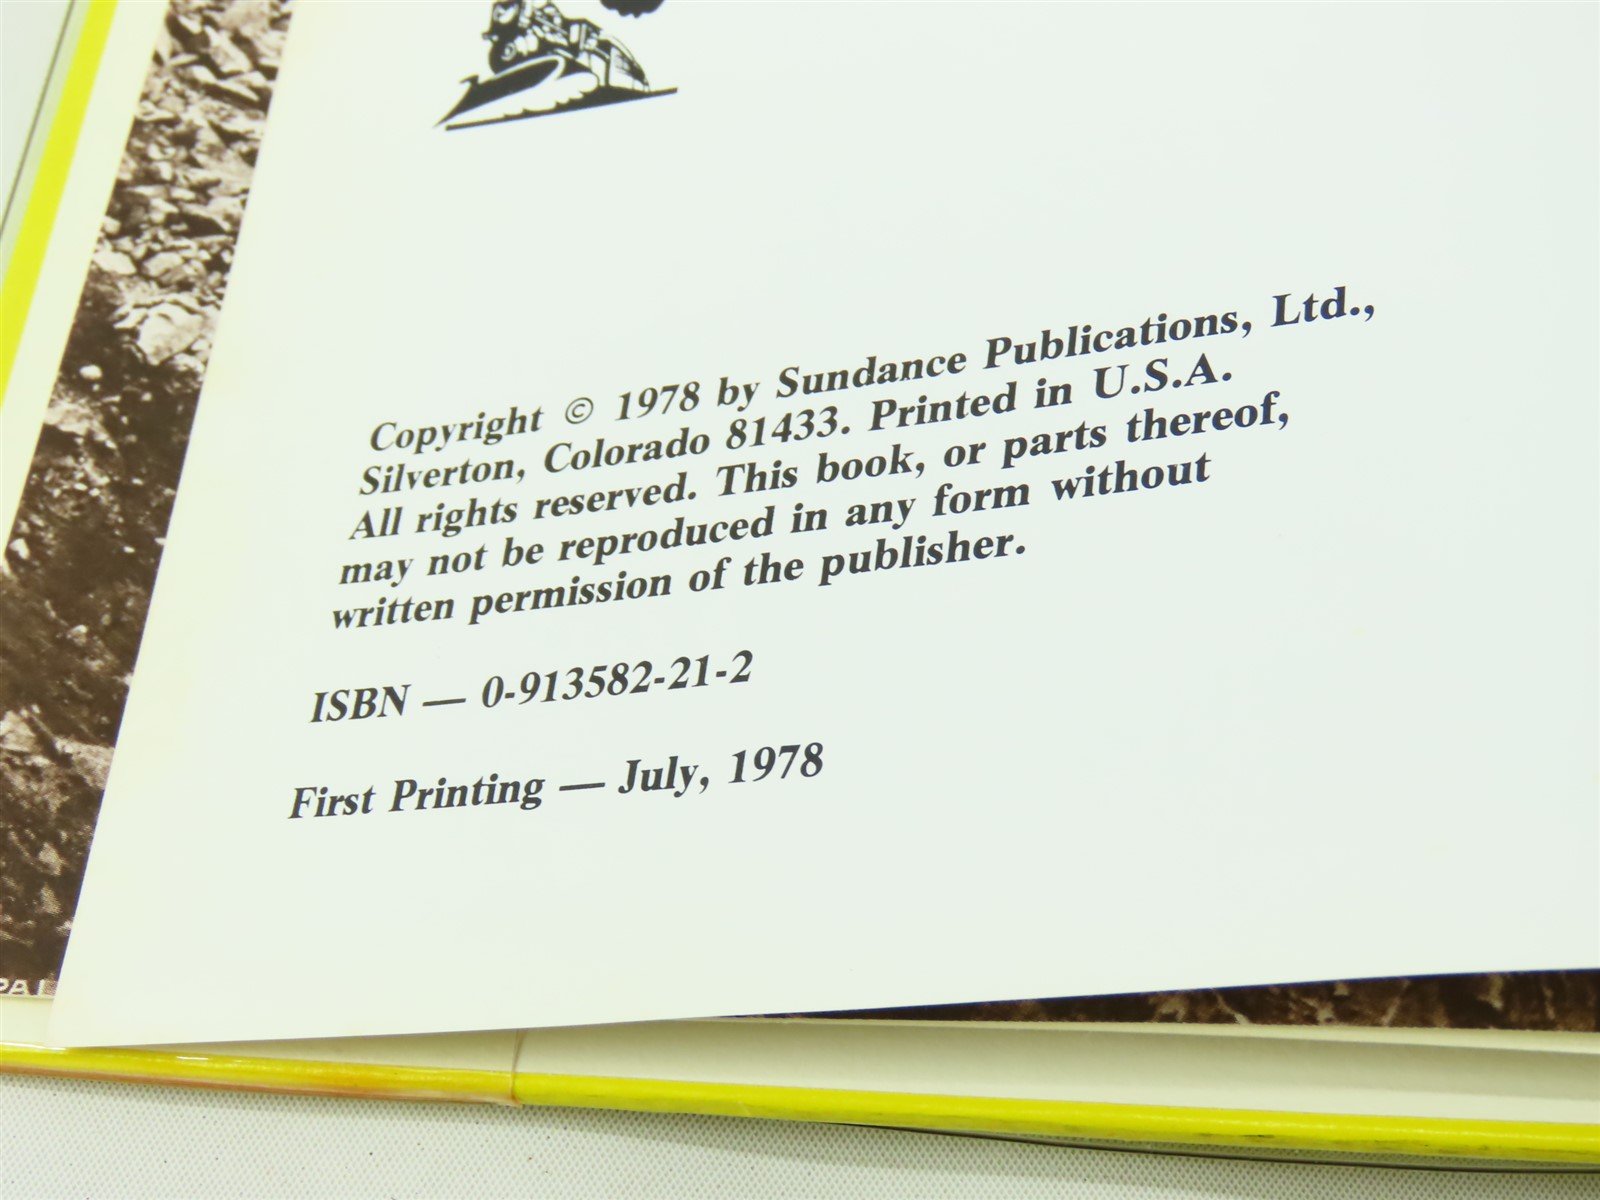 Copyright © 1978 by Sundance Publications, Ltd.,
Silverton, Colorado 81433. Printed in U.S.A.
All rights reserved. This book, or parts thereof,
may not be reproduced in any form without
written permission of the publisher.
ISBN — 0-913582-21-2
First Printing — July, 1978